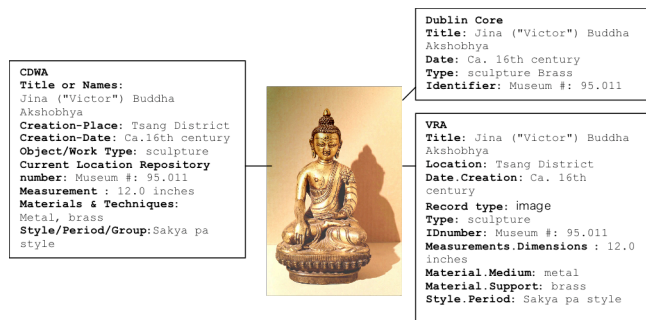 CDWA
Title or Names:
Jina ("Victor") Buddha
Akshobhya
Creation-Place: Tsang District
Creation-Date: Ca.16th century
Object/Work Type: sculpture
Current Location Repository
number: Museum #: 95.011
Measurement : 12.0 inches
Materials & Techniques:
Metal, brass
Style/Period/Group:Sakya pa
style
Dublin Core
Title: Jina ("Victor") Buddha
Akshobhya
Date: Ca. 16th century
Type: sculpture Brass
Identifier: Museum #: 95.011
VRA
Title: Jina ("Victor") Buddha
Akshobhya
Location: Tsang District
Date.Creation: Ca. 16th
century
Record type: image
Type: sculpture
IDnumber: Museum #: 95.011
Measurements.Dimensions : 12.0
inches
Material.Medium: metal
Material.Support: brass
Style.Period: Sakya pa style